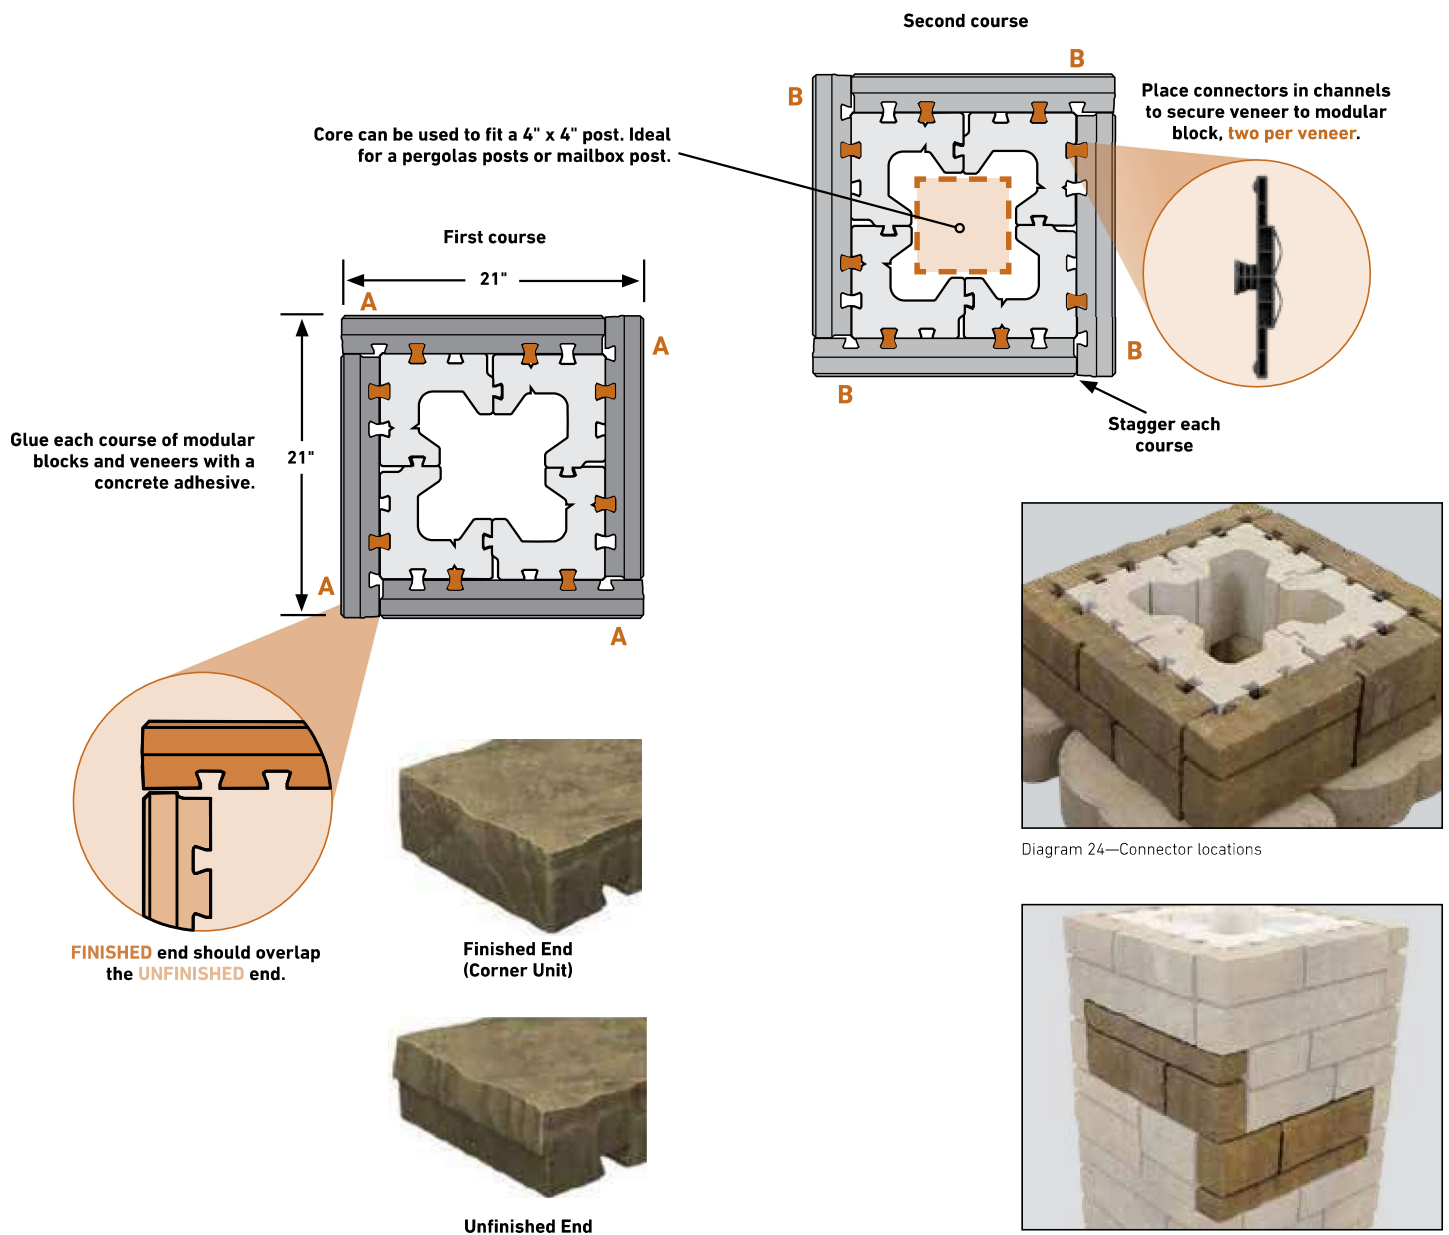 Second course
B
B
Place connectors in channels
to secure veneer to modular
block, two per veneer.
Core can be used to fit a 4" x 4" post. Ideal
for a pergolas posts or mailbox post.
First course
21"
A
A
B
B
Stagger each
course
Glue each course of modular
blocks and veneers with a
concrete adhesive.
21"
A
A
Diagram 24—Connector locations
FINISHED end should overlap
the UNFINISHED end.
Finished End
(Corner Unit)
Unfinished End